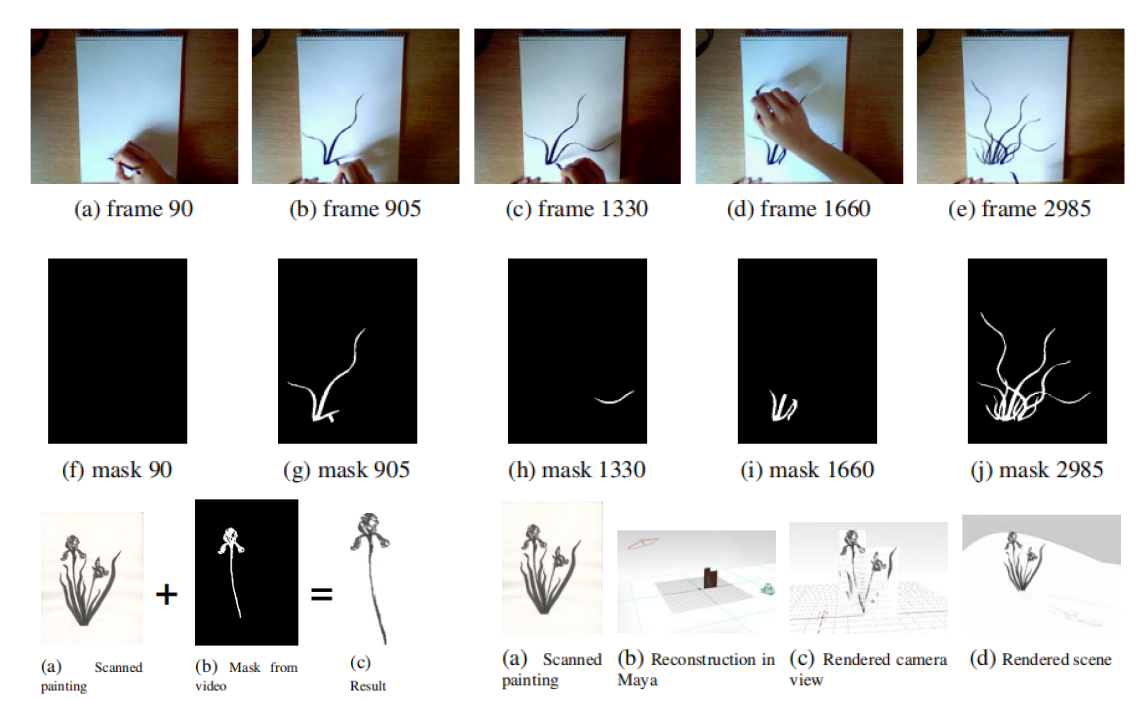 (a) frame 90
(b) frame 905
(c) frame 1330
(d) frame 1660
(e) frame 2985
(f) mask 90
(g) mask 905
(h) mask 1330
(i) mask 1660
(j) mask 2985
+
=
(a) Scanned
painting
(b) Mask from
video
(c)
Result
(a) Scanned
painting
(b) Reconstruction in
Maya
(c) Rendered camera
view
(d) Rendered scene